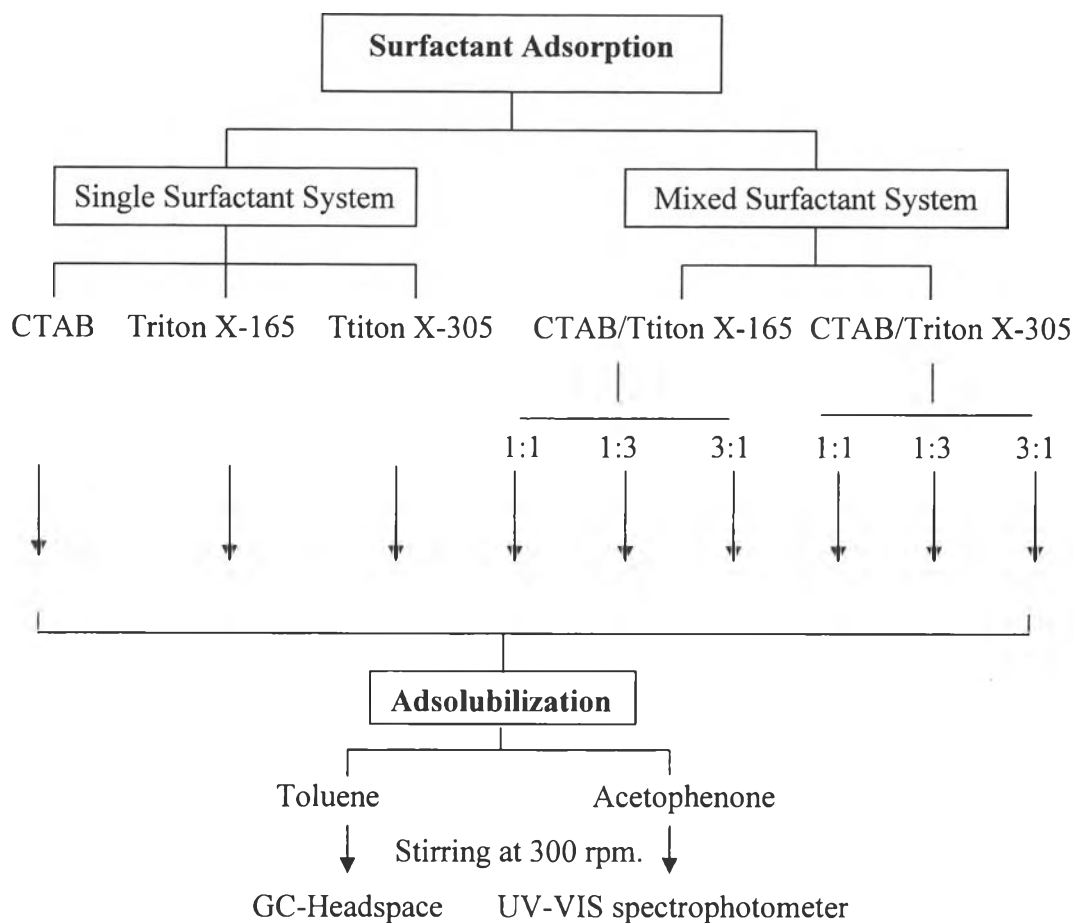 Surfactant Adsorption
Single Surfactant System
Mixed Surfactant System
CTAB Triton X-165 Ttiton X-305 CTAB/Ttiton X-165 CTAB/Triton X-305
1:1 1:3 3:1 1:1 1:3 3:1
Adsolubilization
Toluene Acetophenone
Stirring at 300 rpm.
GC-Headspace UV-VIS spectrophotometer